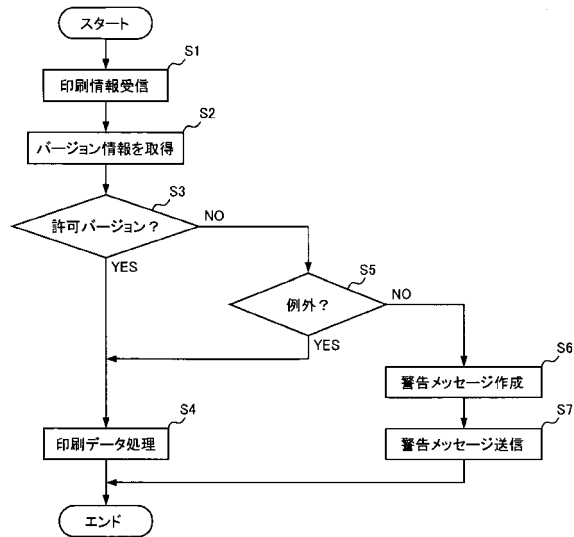 スタート
S1
印刷情報受信
S2
バージョン情報を取得
S3
許可バージョン？
NO
YES
S5
例外？
NO
YES
S6
警告メッセージ作成
S4
印刷データ処理
S7
警告メッセージ送信
エンド